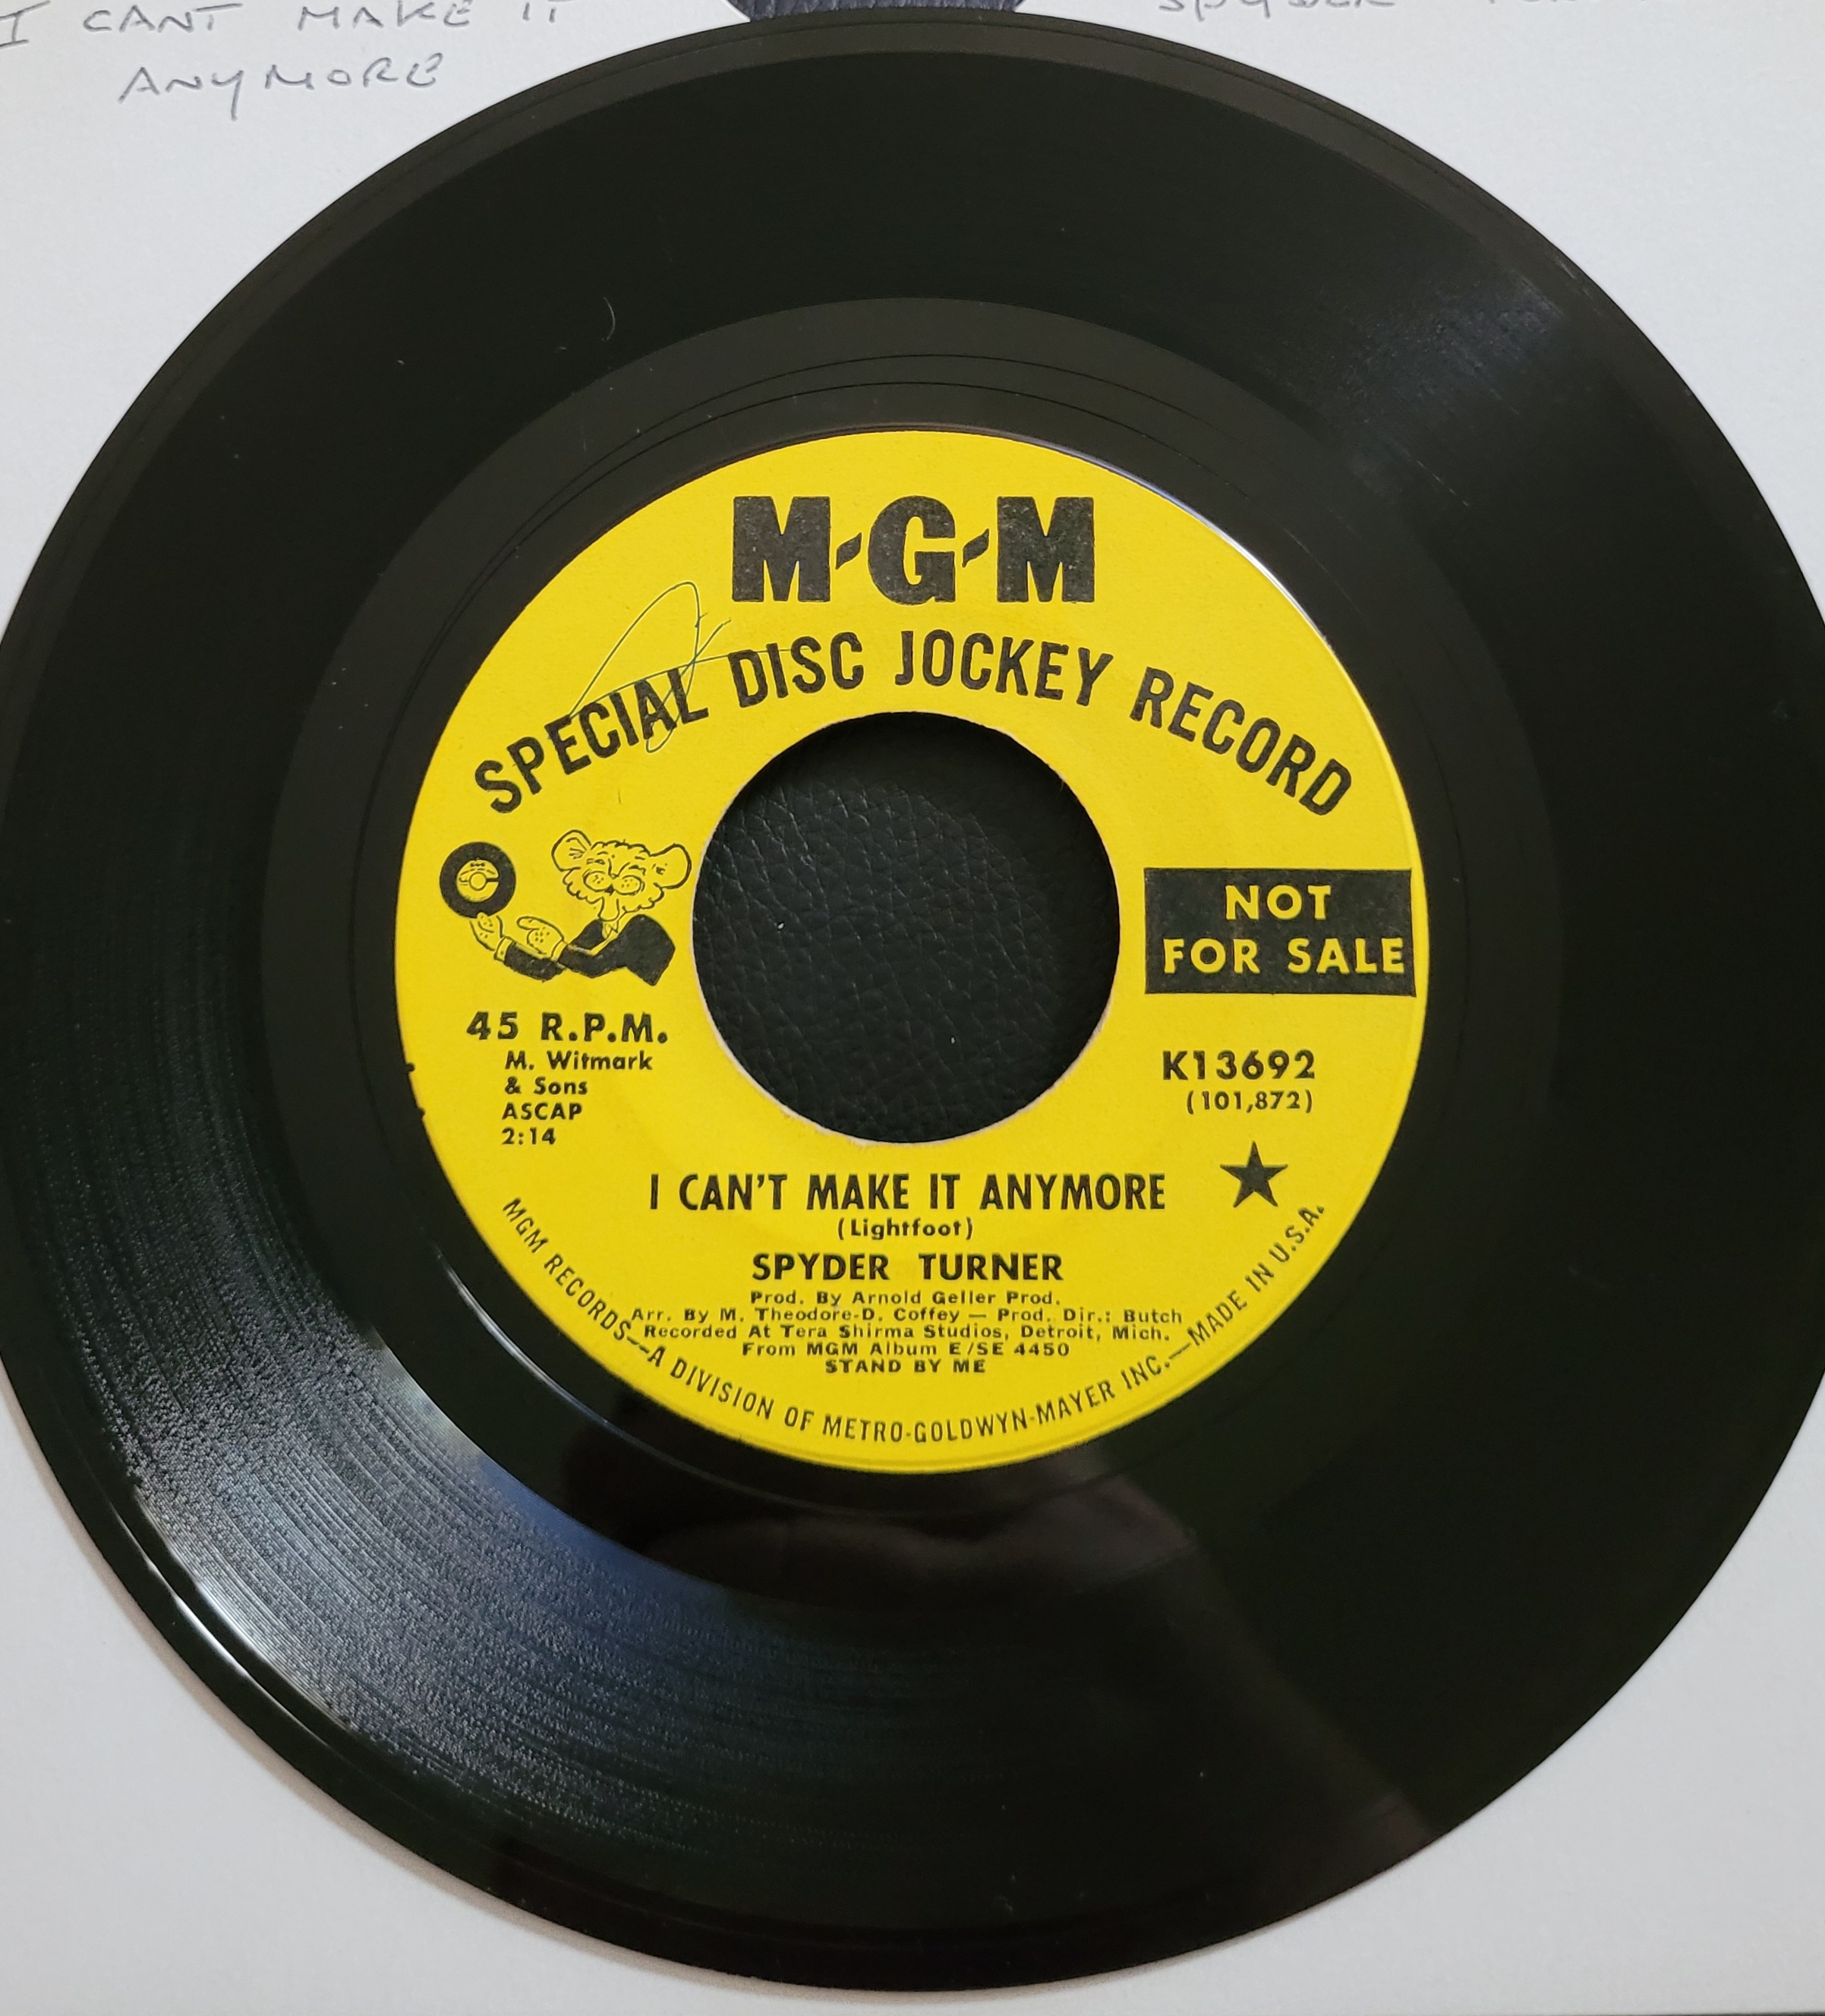 I CANT MAKE IT
ANYMORE
SPYDER
M-G-M
SPECIAL DISC JOCKEY RECORD
NOT
FOR SALE
45 R.P.M.
M. Witmark
& Sons
ASCAP
2:14
K13692
(101,872)
I CAN'T MAKE IT ANYMORE
(Lightfoot)
SPYDER TURNER
Prod. By Arnold Geller Prod.
Arr. By M. Theodore-D. Coffey — Prod. Dir.: Butch
Recorded At Tera Shirma Studios, Detroit, Mich.
From MGM Album E/SE 4450
STAND BY ME
MGM RECORDS—A DIVISION OF METRO-GOLDWYN-MAYER INC.—MADE IN U.S.A.